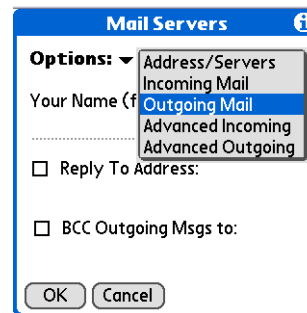 Mail Servers
Options:
Address/Servers
Incoming Mail
Outgoing Mail
Advanced Incoming
Advanced Outgoing
Your Name (f
Reply To Address:
BCC Outgoing Msgs to:
OK Cancel